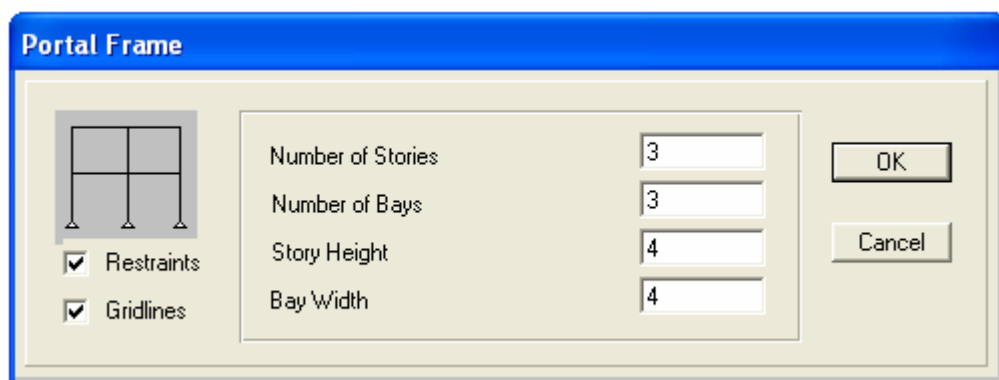 Portal Frame
Number of Stories 3
Number of Bays 3
Story Height 4
Bay Width 4
Restraints
Gridlines
OK
Cancel